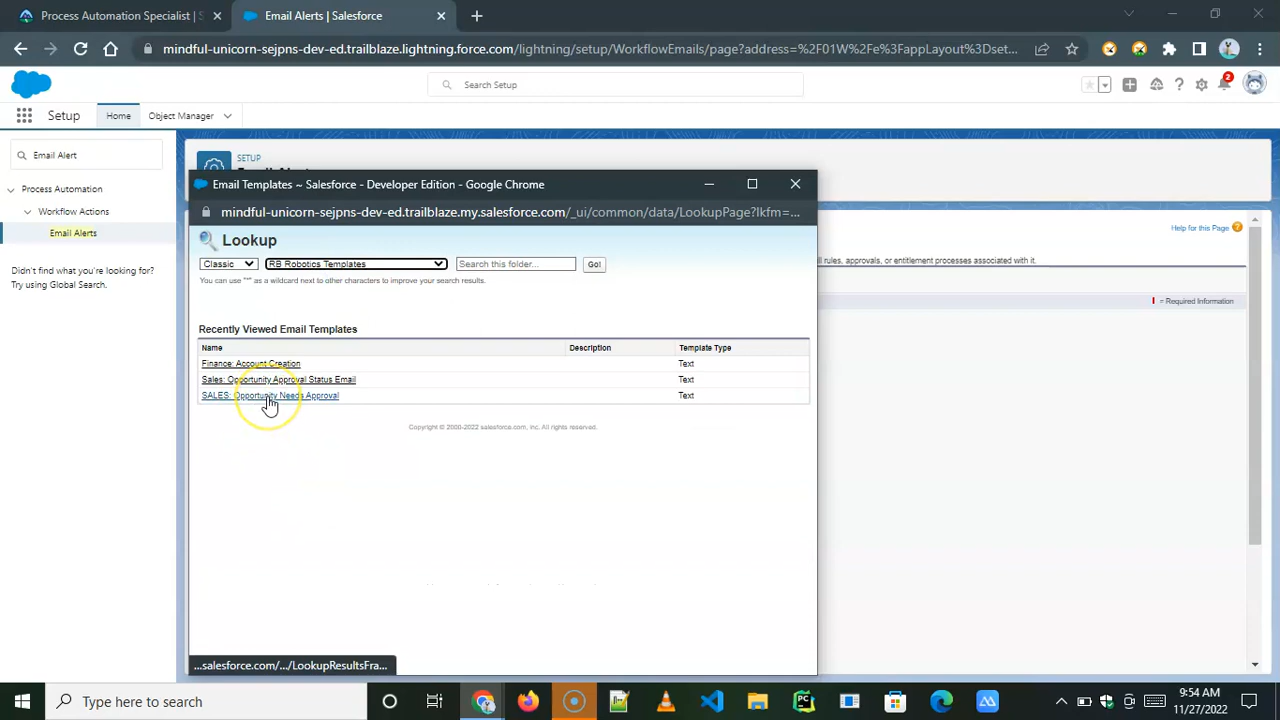 Process Automation Specialist | S
Email Alerts | Salesforce
mindful-unicorn-sejpns-dev-ed.trailblaze.lightning.force.com/lightning/setup/WorkflowEmails/page?address=%2F01W%2Fe%3FappLayout%3Dset...
Search Setup
2
Setup
Home
Object Manager
Email Alert
Process Automation
Workflow Actions
Email Alerts
Didn't find what you're looking for?
Try using Global Search.
SETUP
Help for this Page
ill rules, approvals, or entitlement processes associated with it.
= Required Information
Email Templates ~ Salesforce - Developer Edition - Google Chrome
mindful-unicorn-sejpns-dev-ed.trailblaze.my.salesforce.com/_ui/common/data/LookupPage?lkfm=...
Lookup
Classic
RB Robotics Templates
Search this folder...
Go!
You can use "*" as a wildcard next to other characters to improve your search results.
Recently Viewed Email Templates
Name Description Template Type
Finance: Account Creation Text
Sales: Opportunity Approval Status Email Text
SALES: Opportunity Needs Approval Text
Copyright © 2000-2022 salesforce.com, inc. All rights reserved.
...salesforce.com/.../LookupResultsFra...
Type here to search
9:54 AM
11/27/2022